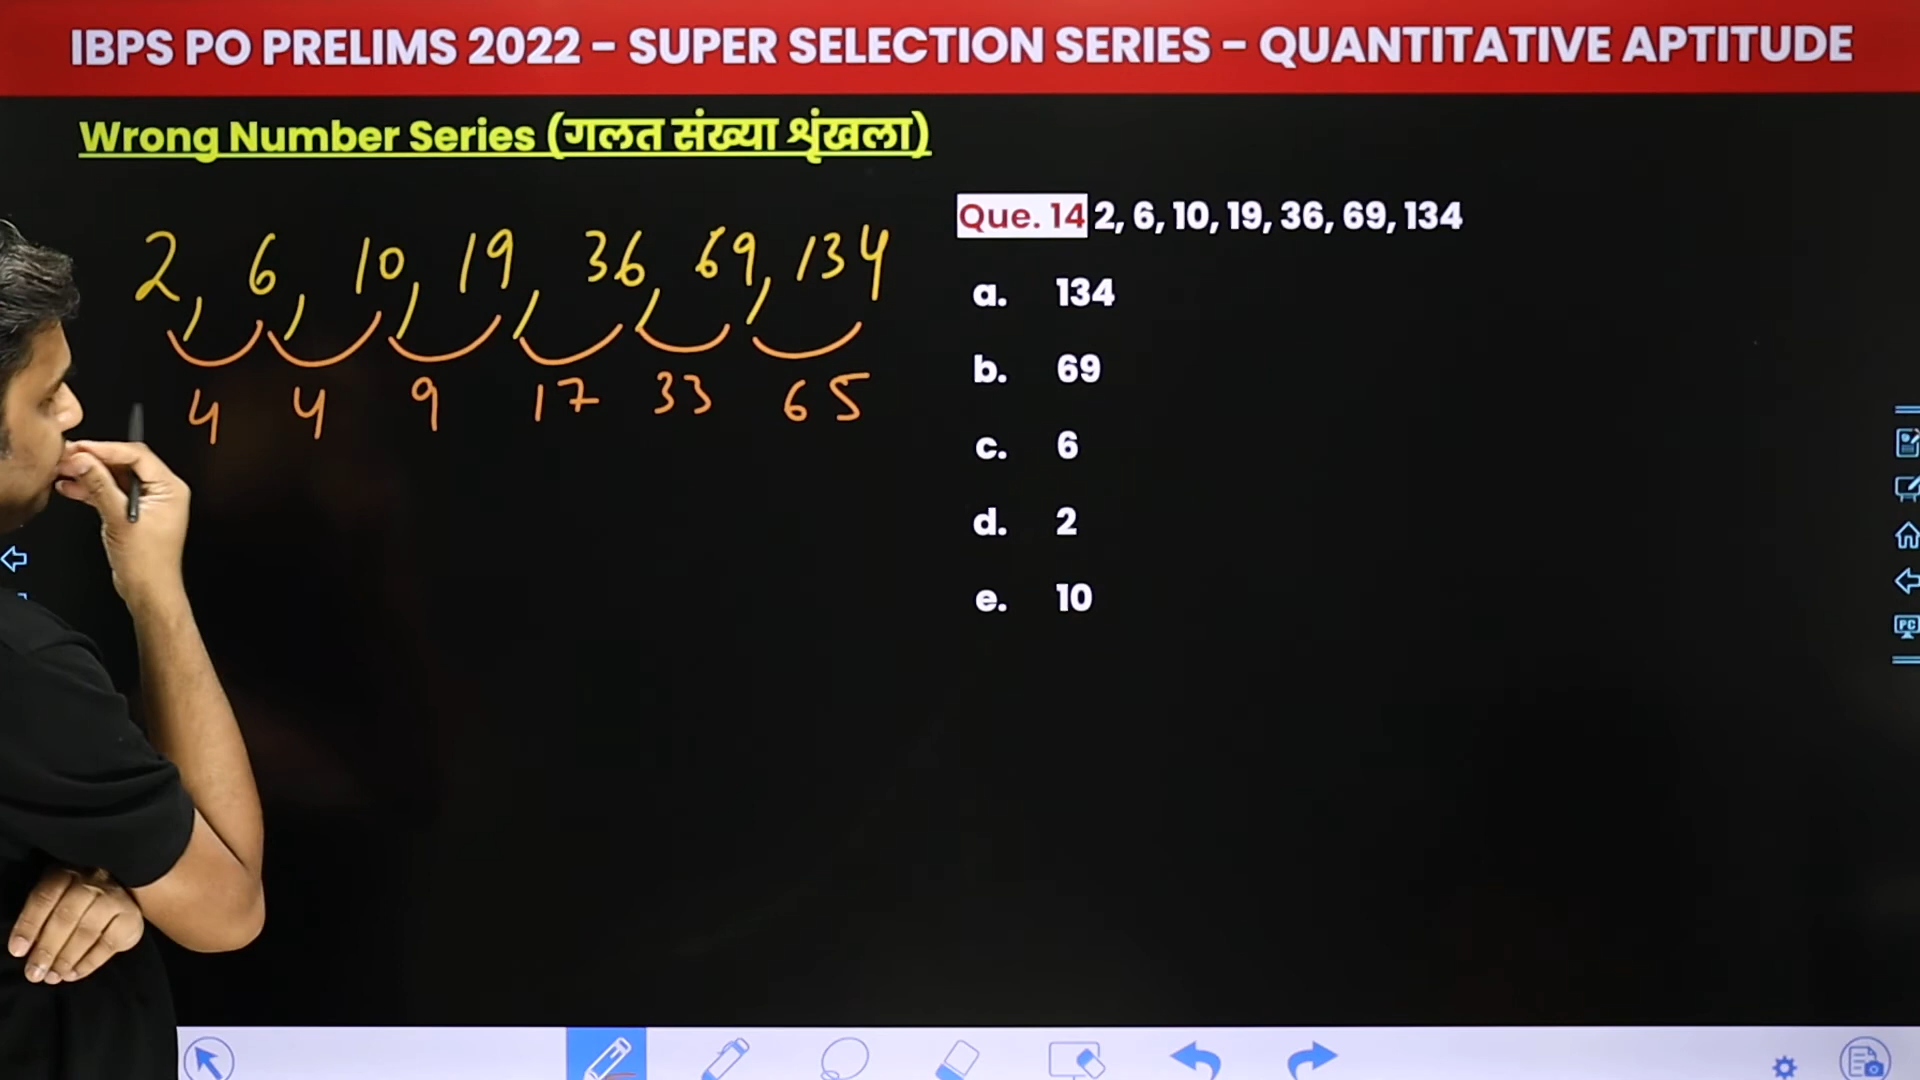 IBPS PO PRELIMS 2022 - SUPER SELECTION SERIES - QUANTITATIVE APTITUDE
Wrong Number Series (गलत संख्या श्रृंखला)
2, 6, 10, 19, 36, 69, 134
4 4 9 17 33 65
Que. 14 2, 6, 10, 19, 36, 69, 134
a. 134
b. 69
c. 6
d. 2
e. 10
PC